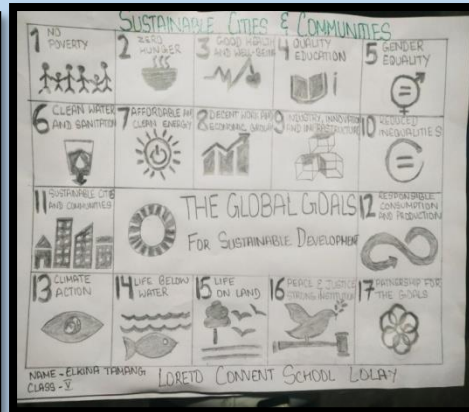 SUSTAINABLE CITIES & COMMUNITIES
1 NO
POVERTY
2 ZERO
HUNGER
3 GOOD HEALTH
AND WELL-BEING
4 QUALITY
EDUCATION
5 GENDER
EQUALITY
6 CLEAN WATER
AND SANITATION
7 AFFORDABLE AND
CLEAN ENERGY
8 DECENT WORK AND
ECONOMIC GROWTH
9 INDUSTRY, INNOVATION
AND INFRASTRUCTURE
10 REDUCED
INEQUALITIES
11 SUSTAINABLE CITIES
AND COMMUNITIES
THE GLOBAL GOALS
FOR SUSTAINABLE DEVELOPMENT
12 RESPONSIBLE
CONSUMPTION
AND PRODUCTION
13 CLIMATE
ACTION
14 LIFE BELOW
WATER
15 LIFE
ON LAND
16 PEACE & JUSTICE
STRONG
17 PARTNERSHIP FOR
THE GOALS
NAME - ELKINA TAMANG
CLASS - V
LORETO CONVENT SCHOOL LOLAY